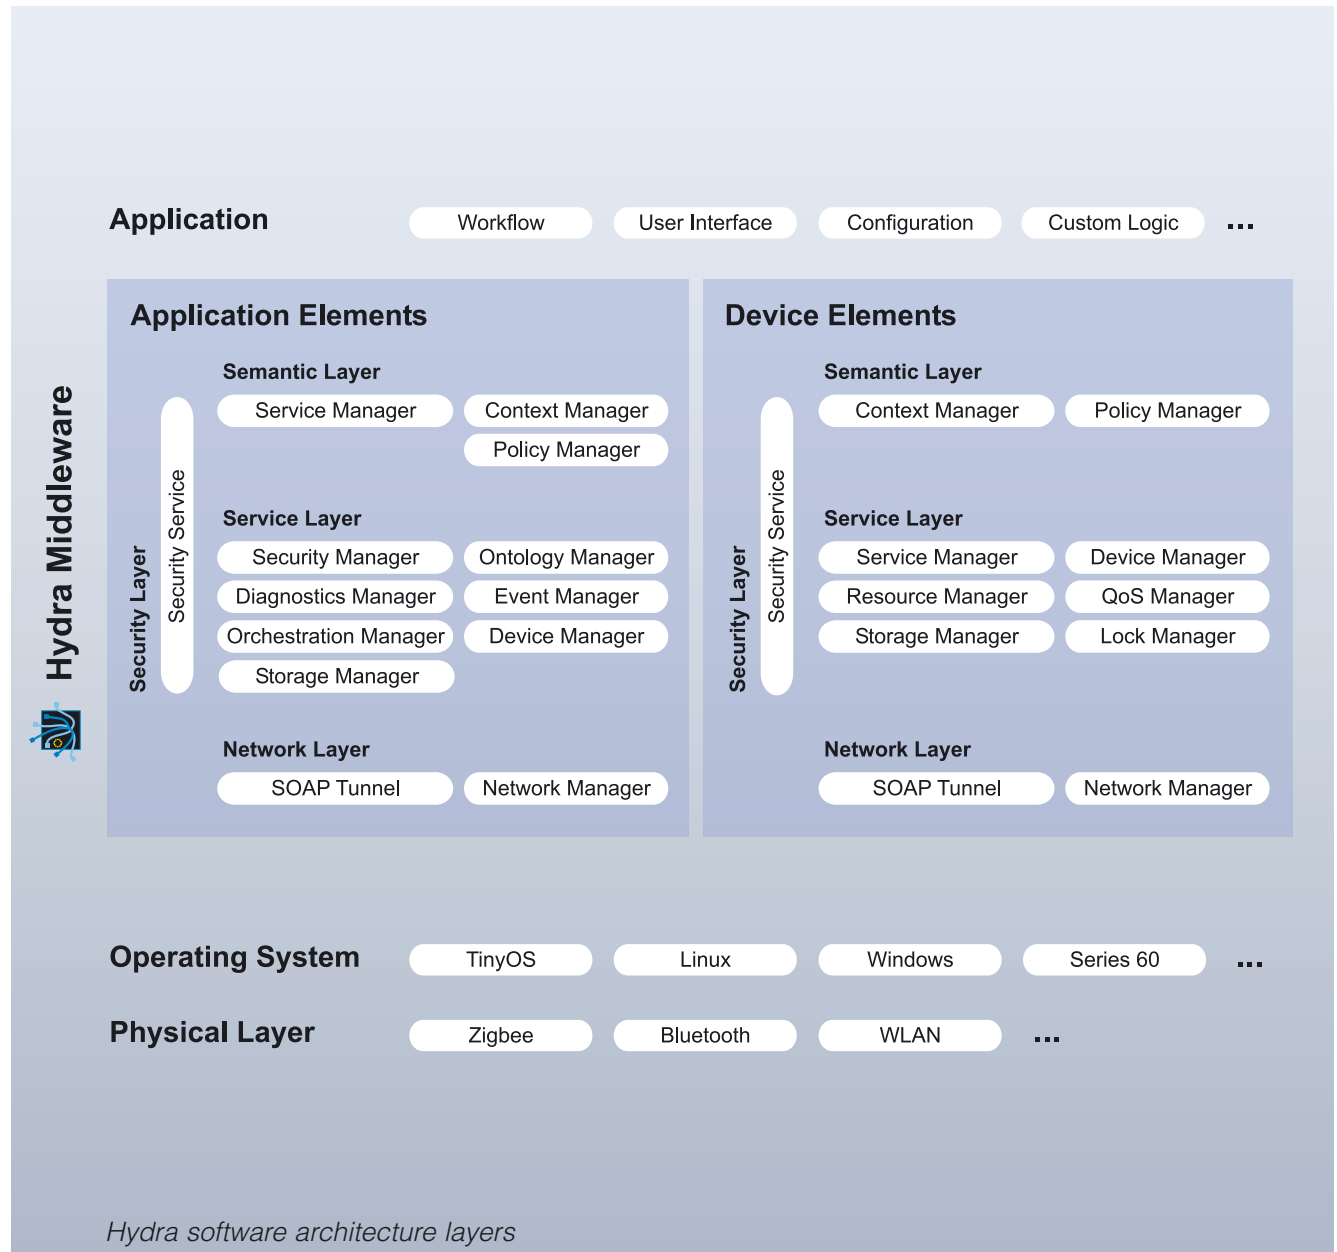 Application
Workflow
User Interface
Configuration
Custom Logic
...
Hydra Middleware
Application Elements
Security Layer
Security Service
Semantic Layer
Service Manager
Context Manager
Policy Manager
Service Layer
Security Manager
Ontology Manager
Diagnostics Manager
Event Manager
Orchestration Manager
Device Manager
Storage Manager
Network Layer
SOAP Tunnel
Network Manager
Device Elements
Security Layer
Security Service
Semantic Layer
Context Manager
Policy Manager
Service Layer
Service Manager
Device Manager
Resource Manager
QoS Manager
Storage Manager
Lock Manager
Network Layer
SOAP Tunnel
Network Manager
Operating System
TinyOS
Linux
Windows
Series 60
...
Physical Layer
Zigbee
Bluetooth
WLAN
...
Hydra software architecture layers